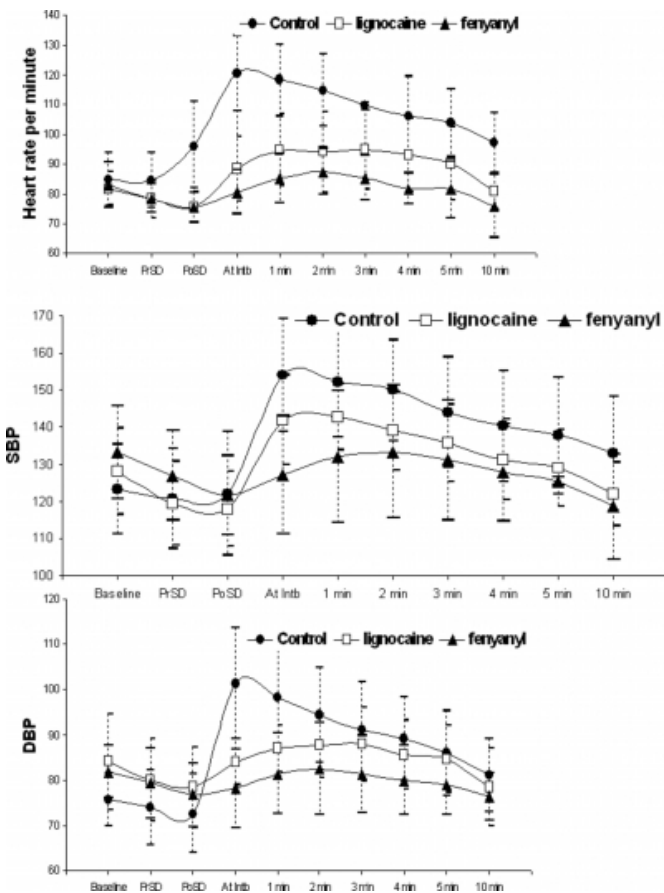 140
Control lignocaine fenyanyl
130
120
110
100
90
80
70
60
Heart rate per minute
Baseline PrSD PoSD At Intb 1 min 2 min 3 min 4 min 5 min 10 min
170
Control lignocaine fenyanyl
160
150
140
130
120
110
100
SBP
Baseline PrSD PoSD At Intb 1 min 2 min 3 min 4 min 5 min 10 min
120
Control lignocaine fenyanyl
110
100
90
80
70
60
DBP
Baseline PrSD PoSD At Intb 1 min 2 min 3 min 4 min 5 min 10 min